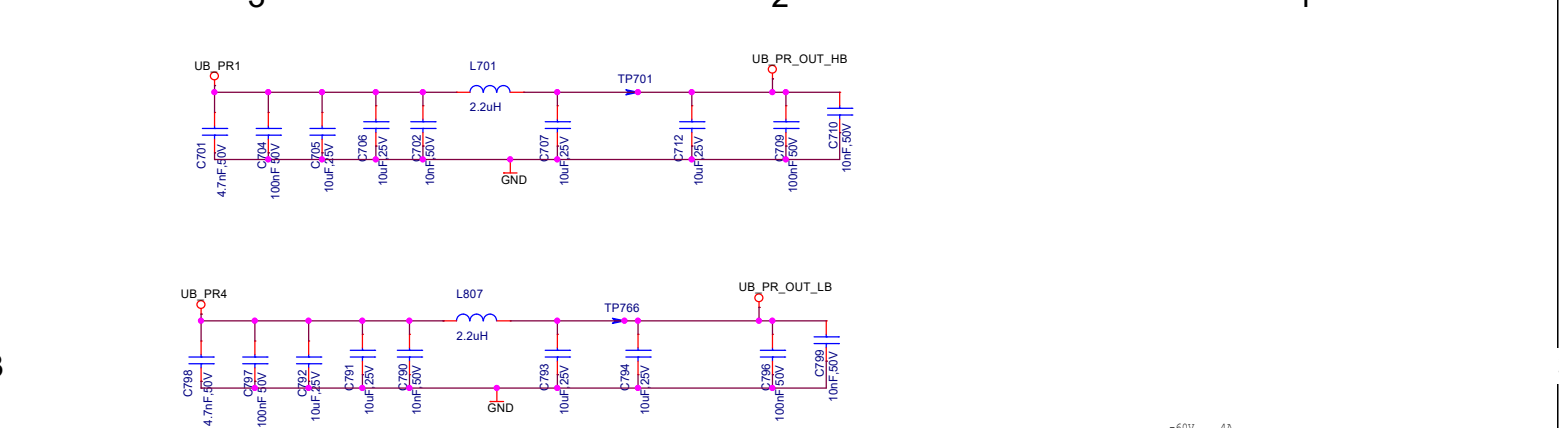 2
UB_PR1
L701
2.2uH
TP701
UB_PR_OUT_HB
C701
4.7nF,50V
C704
100nF,50V
C705
10uF,25V
C706
10uF,25V
C702
10nF,50V
GND
C707
10uF,25V
C712
10uF,25V
C709
100nF,50V
C710
10nF,50V
UB_PR4
L807
2.2uH
TP766
UB_PR_OUT_LB
C798
4.7nF,50V
C797
100nF,50V
C792
10uF,25V
C791
10uF,25V
C790
10nF,50V
GND
C793
10uF,25V
C794
10uF,25V
C796
100nF,50V
C799
10nF,50V